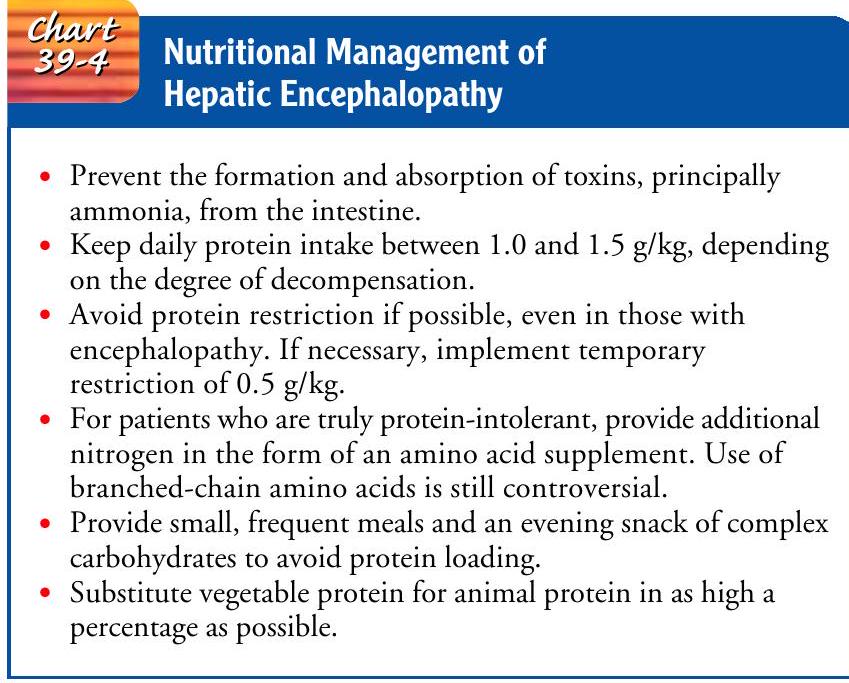 Chart
39-4
Nutritional Management of
Hepatic Encephalopathy
• Prevent the formation and absorption of toxins, principally
ammonia, from the intestine.
• Keep daily protein intake between 1.0 and 1.5 g/kg, depending
on the degree of decompensation.
• Avoid protein restriction if possible, even in those with
encephalopathy. If necessary, implement temporary
restriction of 0.5 g/kg.
• For patients who are truly protein-intolerant, provide additional
nitrogen in the form of an amino acid supplement. Use of
branched-chain amino acids is still controversial.
• Provide small, frequent meals and an evening snack of complex
carbohydrates to avoid protein loading.
• Substitute vegetable protein for animal protein in as high a
percentage as possible.